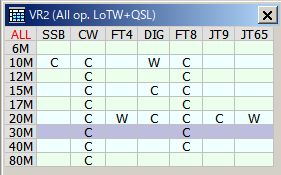 VR2 (All op. LoTW+QSL)
ALL SSB CW FT4 DIG FT8 JT9 JT65
6M
10M C C W C
12M C C
15M C C C
17M C C
20M C W C C C W
30M C C
40M C C
80M C